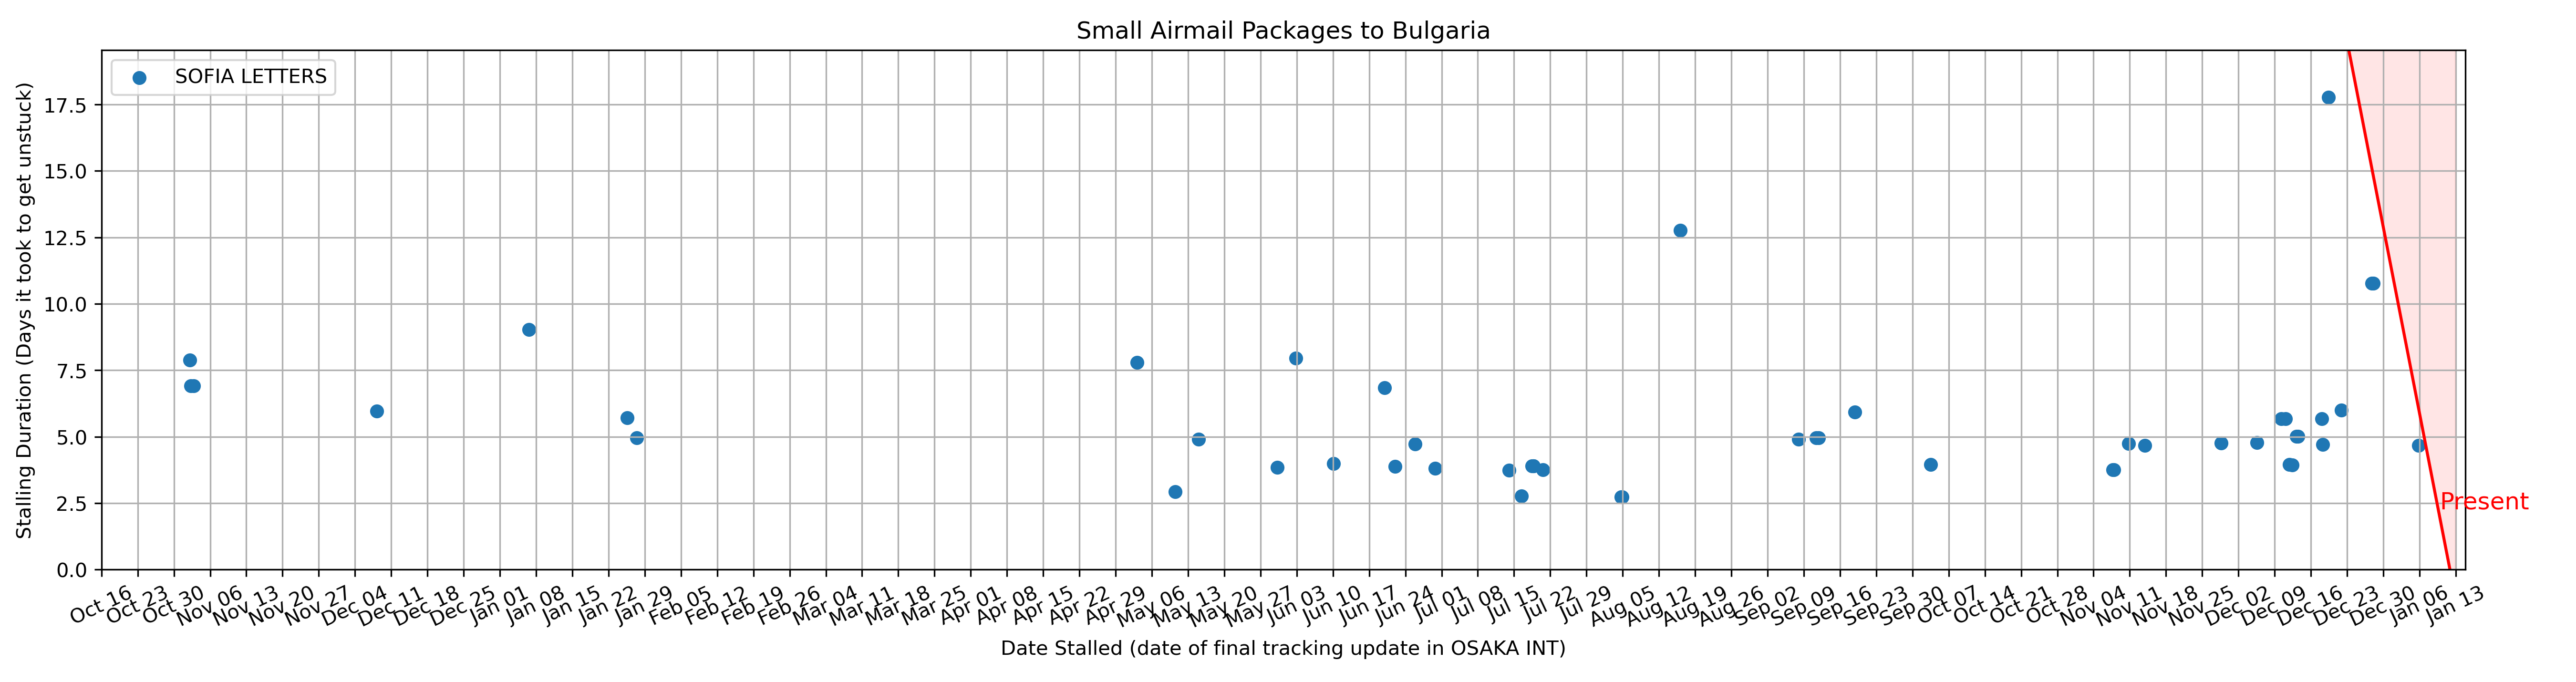 Small Airmail Packages to Bulgaria
SOFIA LETTERS
Stalling Duration (Days it took to get unstuck)
17.5
15.0
12.5
10.0
7.5
5.0
2.5
0.0
Present
Oct 16
Oct 23
Oct 30
Nov 06
Nov 13
Nov 20
Nov 27
Dec 04
Dec 11
Dec 18
Dec 25
Jan 01
Jan 08
Jan 15
Jan 22
Jan 29
Feb 05
Feb 12
Feb 19
Feb 26
Mar 04
Mar 11
Mar 18
Mar 25
Apr 01
Apr 08
Apr 15
Apr 22
Apr 29
May 06
May 13
May 20
May 27
Jun 03
Jun 10
Jun 17
Jun 24
Jul 01
Jul 08
Jul 15
Jul 22
Jul 29
Aug 05
Aug 12
Aug 19
Aug 26
Sep 02
Sep 09
Sep 16
Sep 23
Sep 30
Oct 07
Oct 14
Oct 21
Oct 28
Nov 04
Nov 11
Nov 18
Nov 25
Dec 02
Dec 09
Dec 16
Dec 23
Dec 30
Jan 06
Jan 13
Date Stalled (date of final tracking update in OSAKA INT)